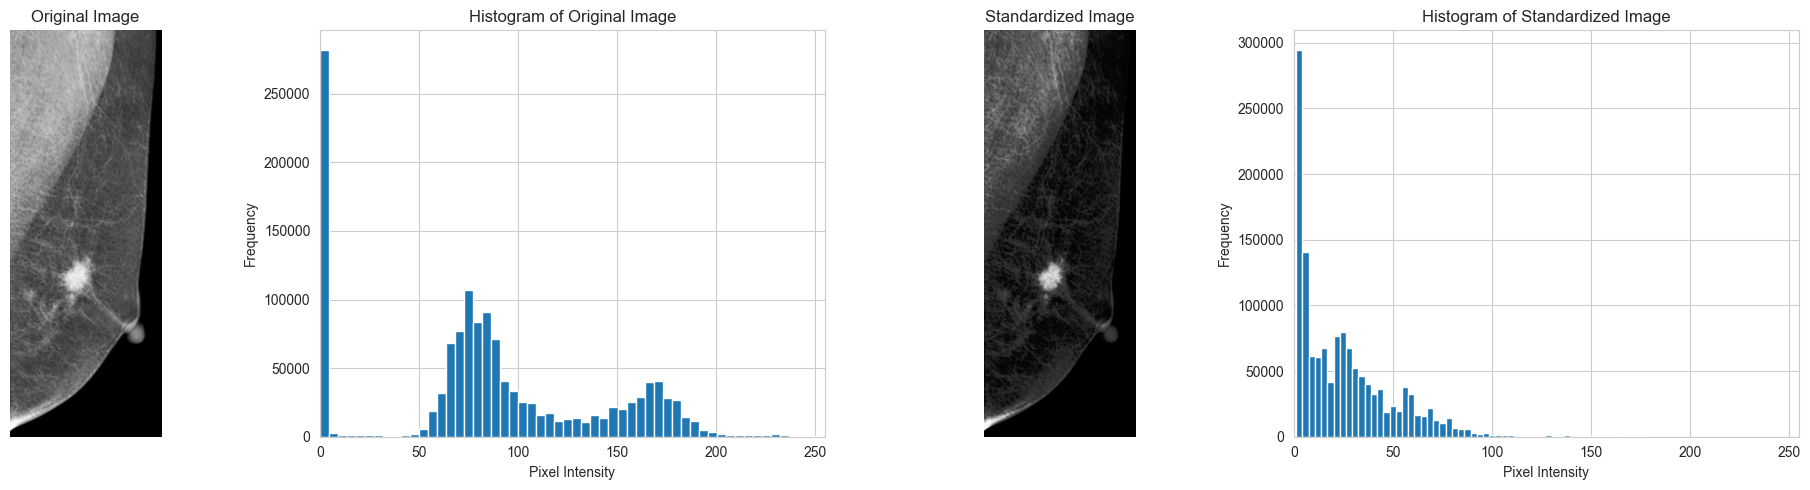 Original Image
Histogram of Original Image
Frequency
250000
200000
150000
100000
50000
0
0 50 100 150 200 250
Pixel Intensity
Standardized Image
Histogram of Standardized Image
Frequency
300000
250000
200000
150000
100000
50000
0
0 50 100 150 200 250
Pixel Intensity